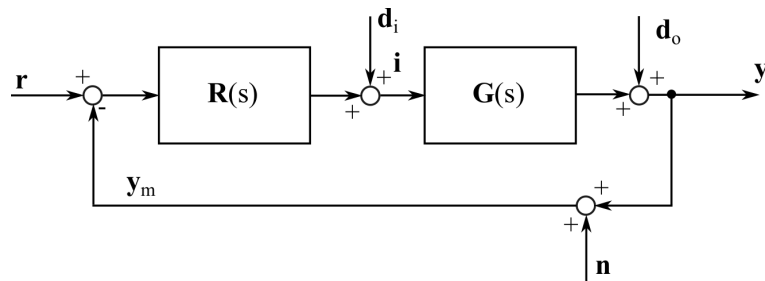 d_i
d_o
r
+
-
R(s)
+
+
i
G(s)
+
+
y
y_m
+
+
n